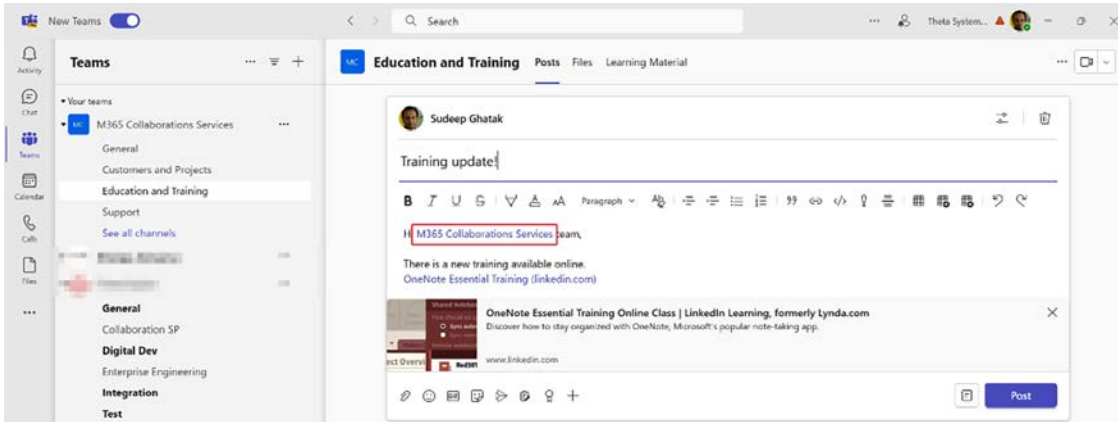 New Teams
Search
Theta System...
Activity
Chat
Teams
Calendar
Calls
Files
Teams
Your teams
MC M365 Collaborations Services
General
Customers and Projects
Education and Training
Support
See all channels
General
Collaboration SP
Digital Dev
Enterprise Engineering
Integration
Test
MC Education and Training Posts Files Learning Material
Sudeep Ghatak
Training update!
B I U S AA Paragraph
M365 Collaborations Services team,
There is a new training available online.
OneNote Essential Training (linkedin.com)
OneNote Essential Training Online Class | LinkedIn Learning, formerly Lynda.com
Discover how to stay organized with OneNote, Microsoft's popular note-taking app.
www.linkedin.com
Post